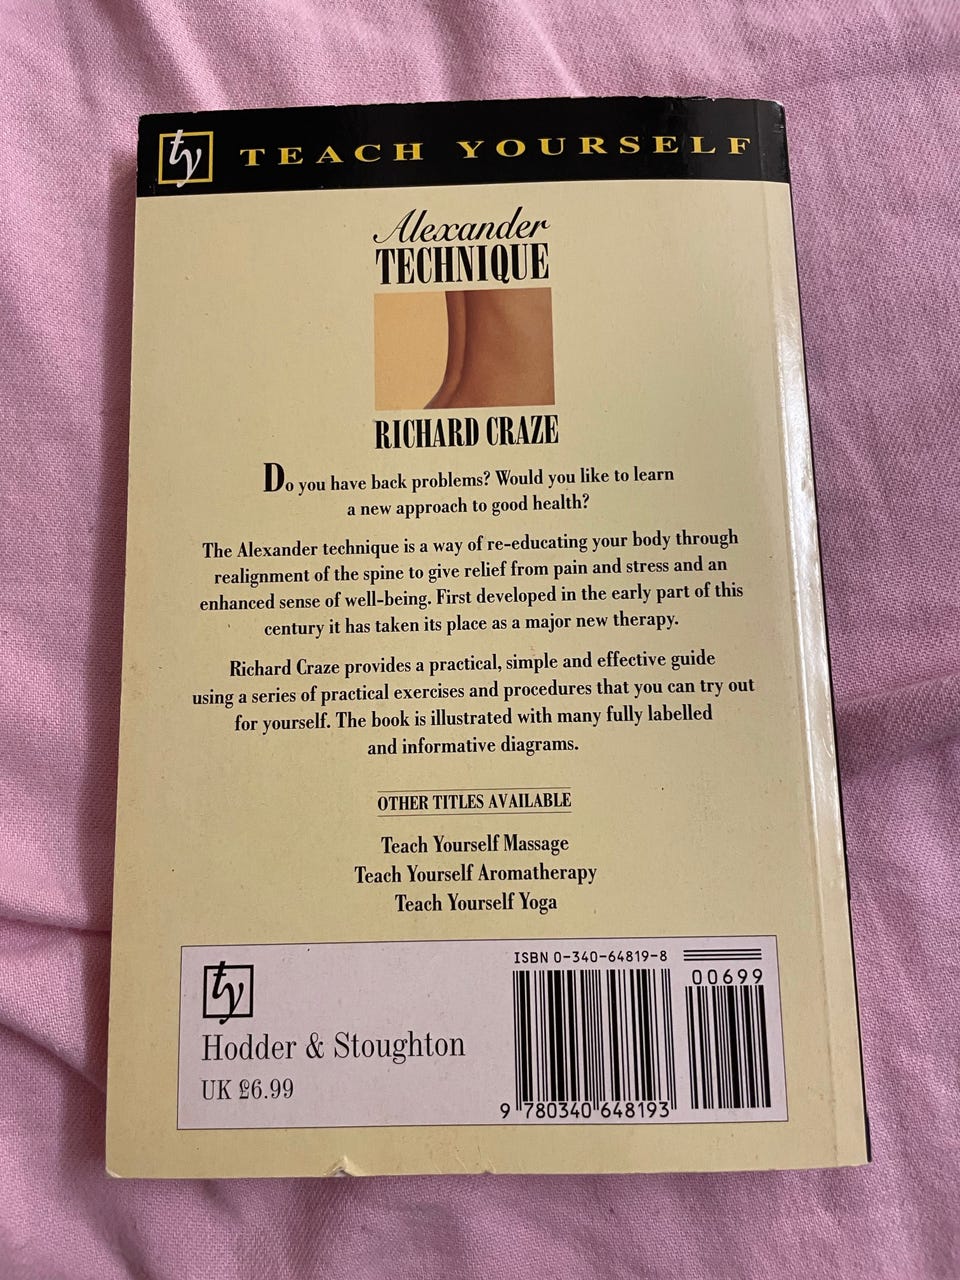 ty TEACH YOURSELF
Alexander
TECHNIQUE
RICHARD CRAZE
Do you have back problems? Would you like to learn
a new approach to good health?
The Alexander technique is a way of re-educating your body through
realignment of the spine to give relief from pain and stress and an
enhanced sense of well-being. First developed in the early part of this
century it has taken its place as a major new therapy.
Richard Craze provides a practical, simple and effective guide
using a series of practical exercises and procedures that you can try out
for yourself. The book is illustrated with many fully labelled
and informative diagrams.
OTHER TITLES AVAILABLE
Teach Yourself Massage
Teach Yourself Aromatherapy
Teach Yourself Yoga
ty
Hodder & Stoughton
UK £6.99
ISBN 0-340-64819-8
00699
9 780340 648193